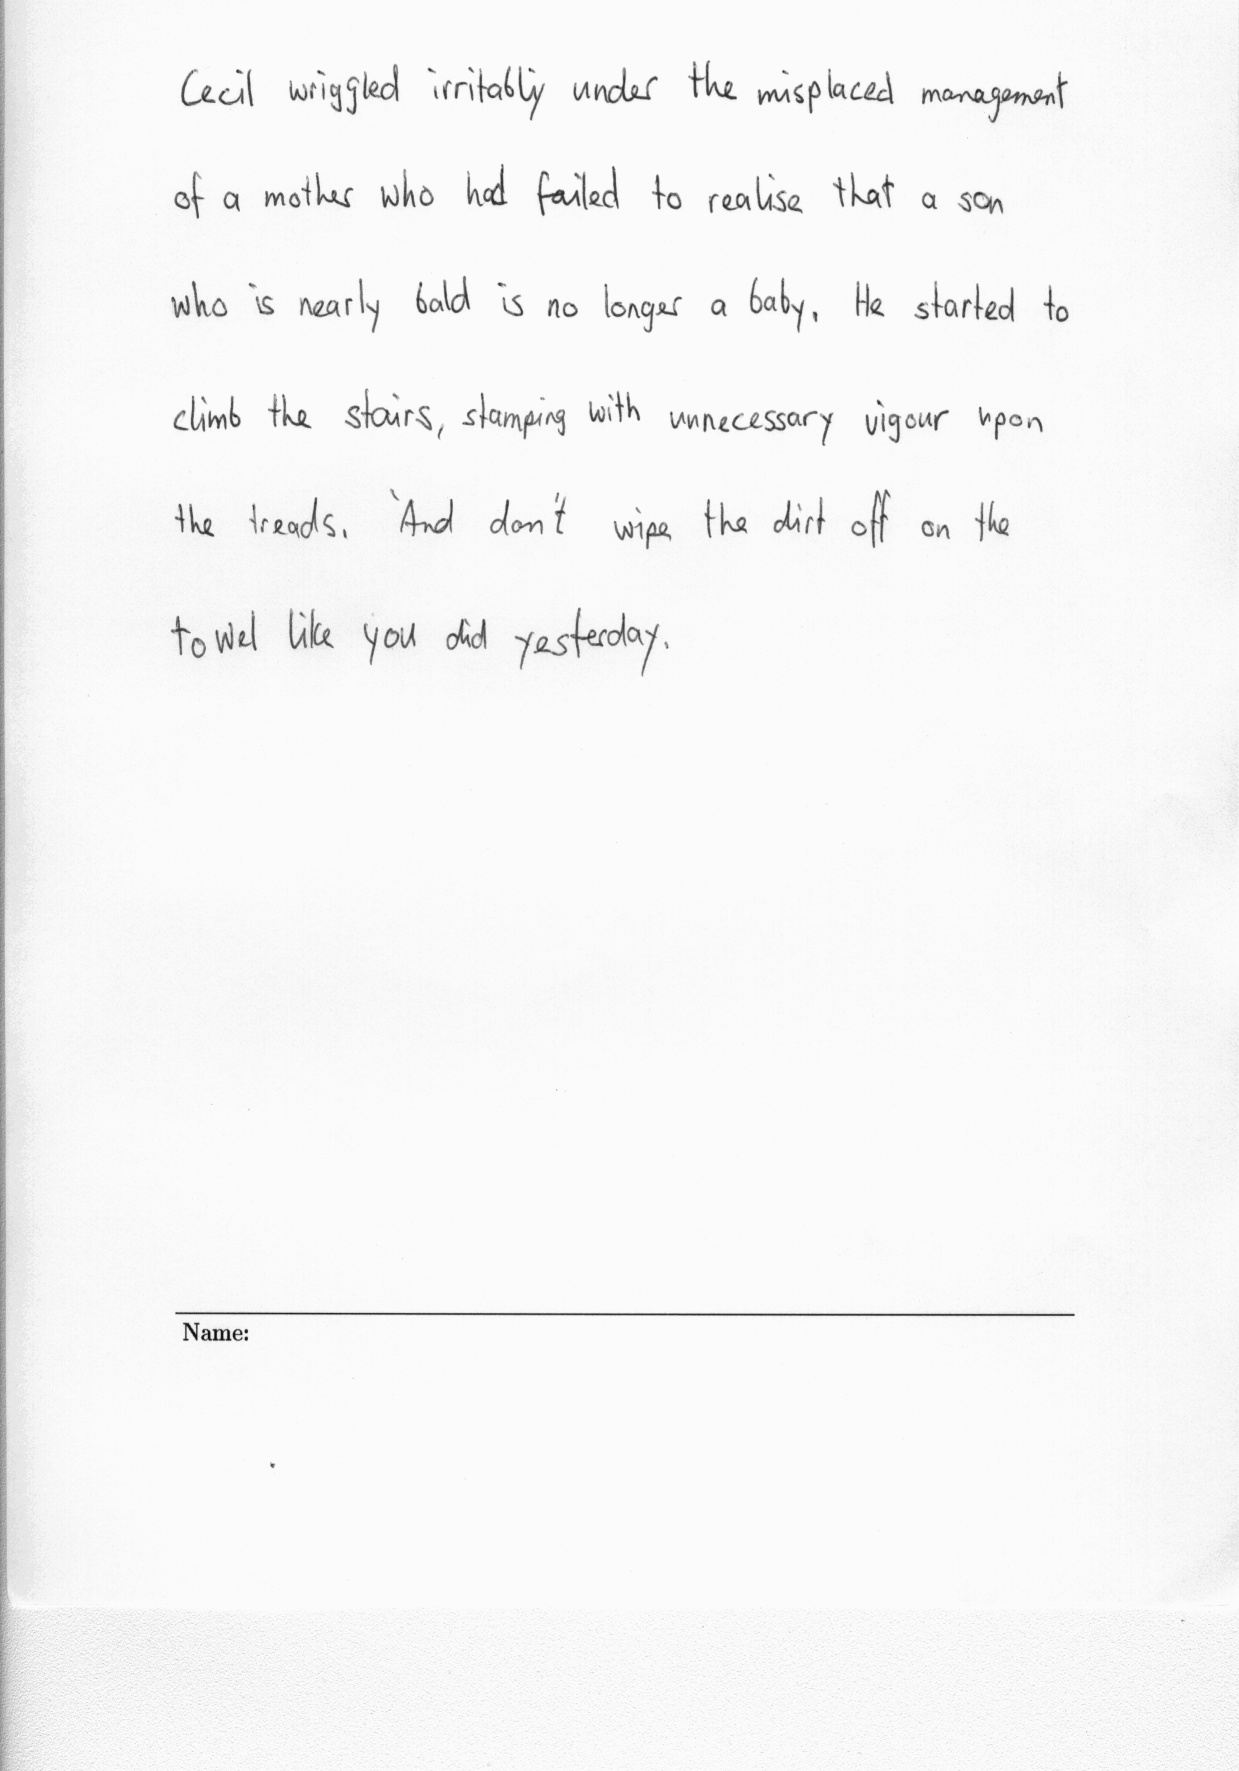 Cecil wriggled irritably under the misplaced management
of a mother who had failed to realise that a son
who is nearly bald is no longer a baby. He started to
climb the stairs, stamping with unnecessary vigour upon
the treads. 'And don't wipe the dirt off on the
towel like you did yesterday.
Name: